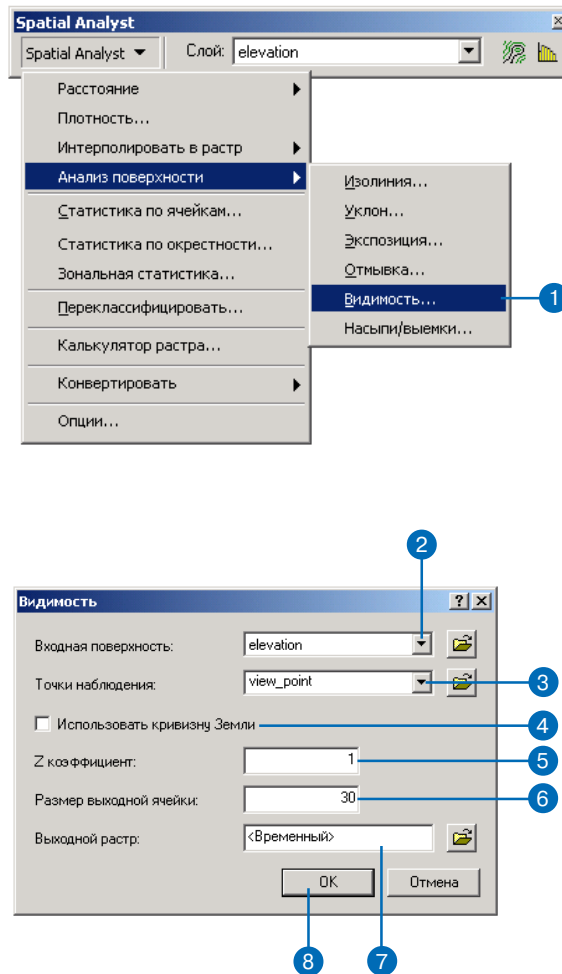 Spatial Analyst
Spatial Analyst Слой: elevation
Расстояние
Плотность...
Интерполировать в растр
Анализ поверхности
Статистика по ячейкам...
Статистика по окрестности...
Зональная статистика...
Переклассифицировать...
Калькулятор растра...
Конвертировать
Опции...
Изолиния...
Уклон...
Экспозиция...
Отмывка...
Видимость... 1
Насыпи/выемки...
2
Видимость
Входная поверхность: elevation
Точки наблюдения: view_point 3
Использовать кривизну Земли 4
Z коэффициент: 1 5
Размер выходной ячейки: 30 6
Выходной растр: <Временный>
OK Отмена
8 7